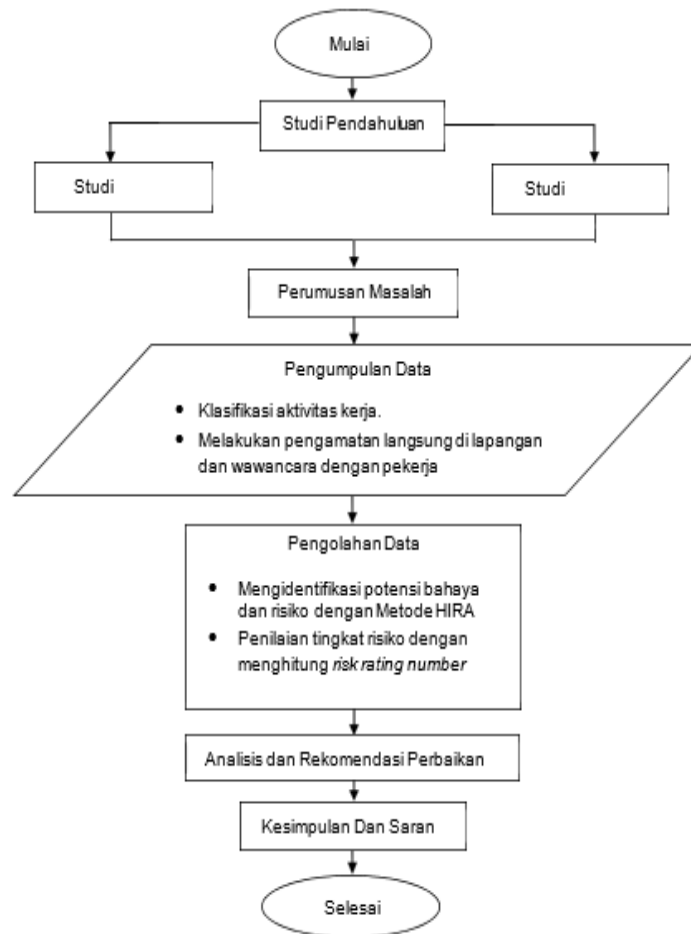 Mulai
Studi Pendahuluan
Studi
Studi
Perumusan Masalah
Pengumpulan Data
• Klasifikasi aktivitas kerja.
• Melakukan pengamatan langsung di lapangan
dan wawancara dengan pekerja
Pengolahan Data
• Mengidentifikasi potensi bahaya
dan risiko dengan Metode HIRA
• Penilaian tingkat risiko dengan
menghitung risk rating number
Analisis dan Rekomendasi Perbaikan
Kesimpulan Dan Saran
Selesai